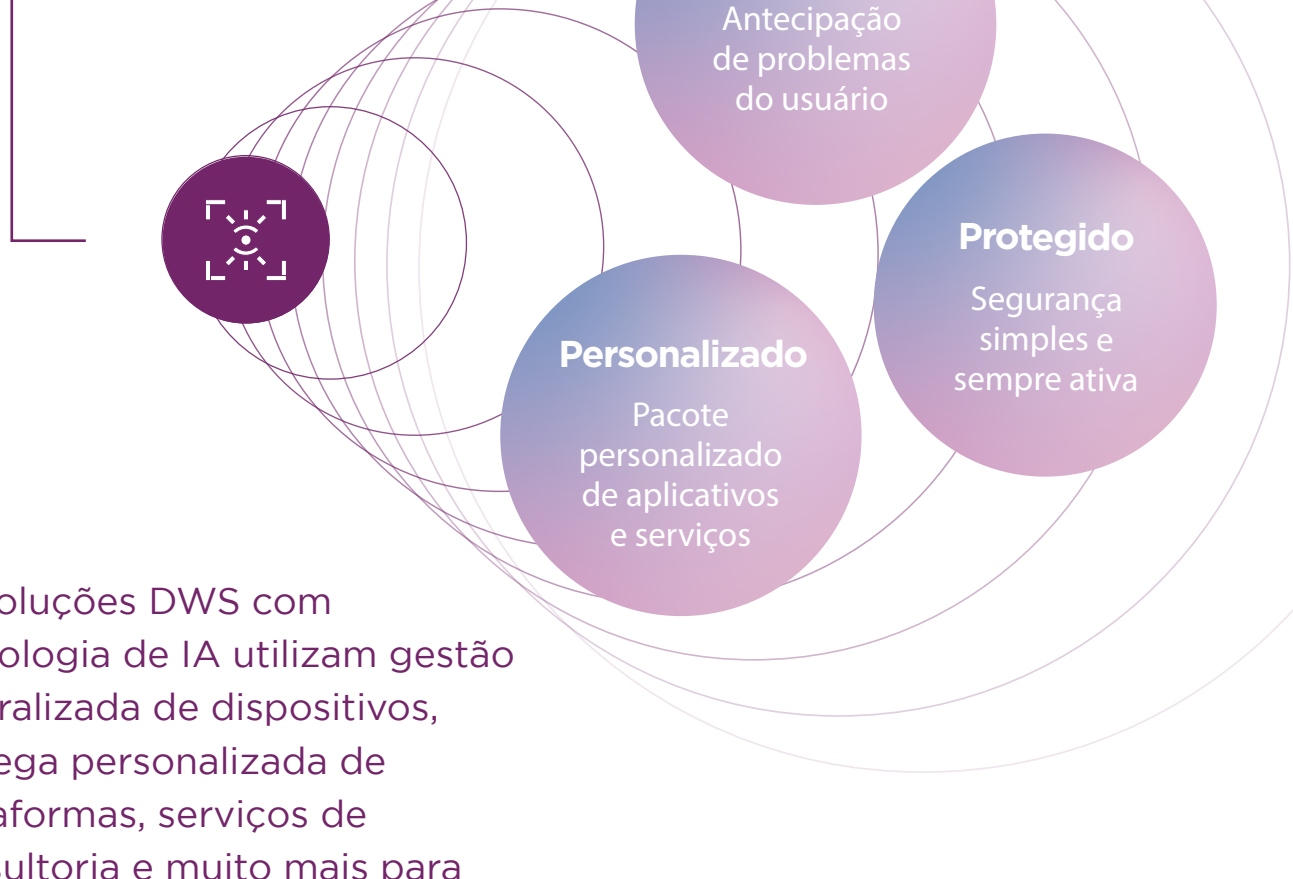 Antecipação
de problemas
do usuário
Protegido
Segurança
simples e
sempre ativa
Personalizado
Pacote
personalizado
de aplicativos
e serviços
oluções DWS com
ologia de IA utilizam gestão
ralizada de dispositivos,
ega personalizada de
aformas, serviços de
sultoria e muito mais para